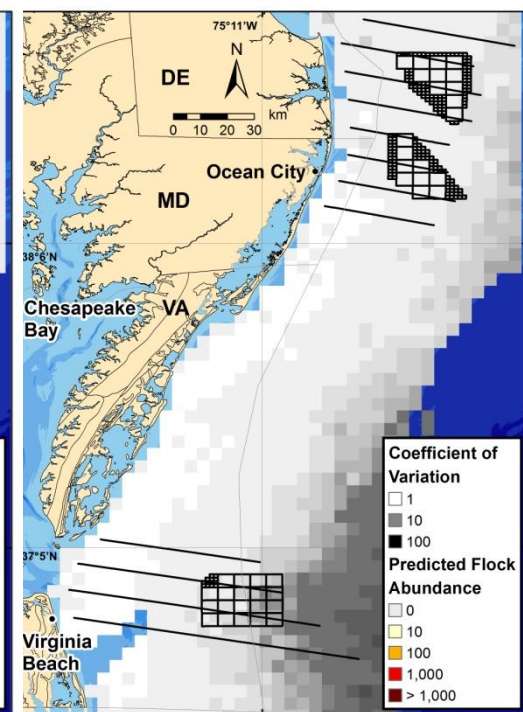 75°11'W
N
DE
0 10 20 30
km
Ocean City
MD
38°6'N
Chesapeake
Bay
VA
37°5'N
Virginia
Beach
Coefficient of
Variation
1
10
100
Predicted Flock
Abundance
0
10
100
1,000
> 1,000